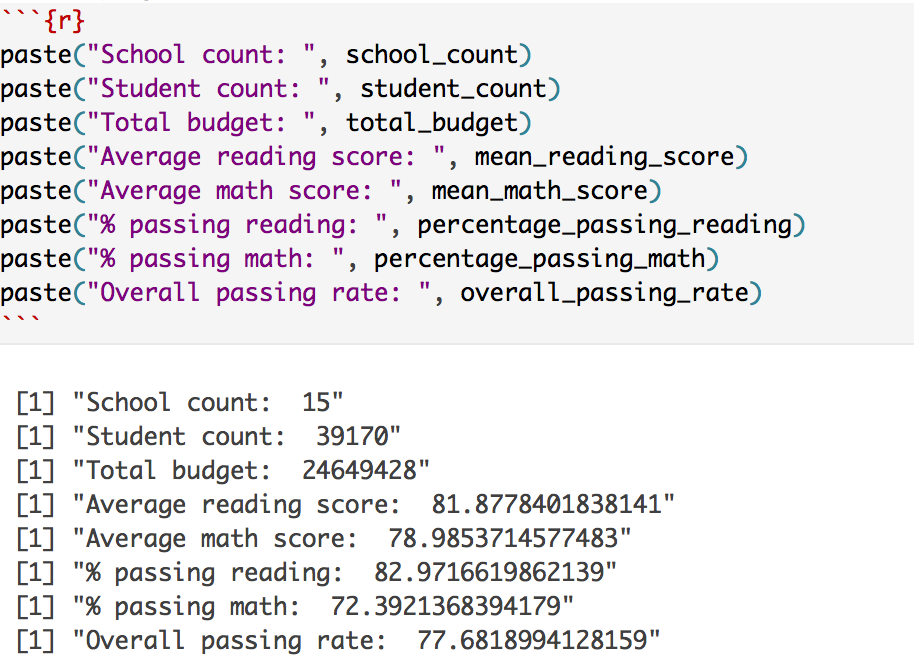 ```{r}
paste("School count: ", school_count)
paste("Student count: ", student_count)
paste("Total budget: ", total_budget)
paste("Average reading score: ", mean_reading_score)
paste("Average math score: ", mean_math_score)
paste("% passing reading: ", percentage_passing_reading)
paste("% passing math: ", percentage_passing_math)
paste("Overall passing rate: ", overall_passing_rate)
```
[1] "School count:  15"
[1] "Student count:  39170"
[1] "Total budget:  24649428"
[1] "Average reading score:  81.8778401838141"
[1] "Average math score:  78.9853714577483"
[1] "% passing reading:  82.9716619862139"
[1] "% passing math:  72.3921368394179"
[1] "Overall passing rate:  77.6818994128159"